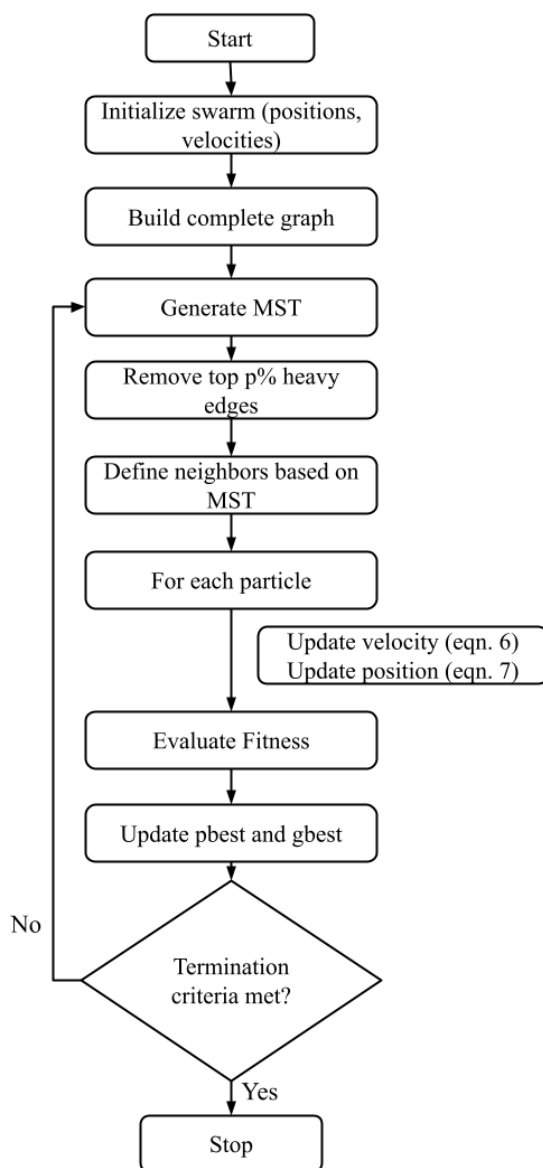 Start
Initialize swarm (positions,
velocities)
Build complete graph
Generate MST
Remove top p% heavy
edges
Define neighbors based on
MST
For each particle
Update velocity (eqn. 6)
Update position (eqn. 7)
Evaluate Fitness
Update pbest and gbest
No
Termination
criteria met?
Yes
Stop